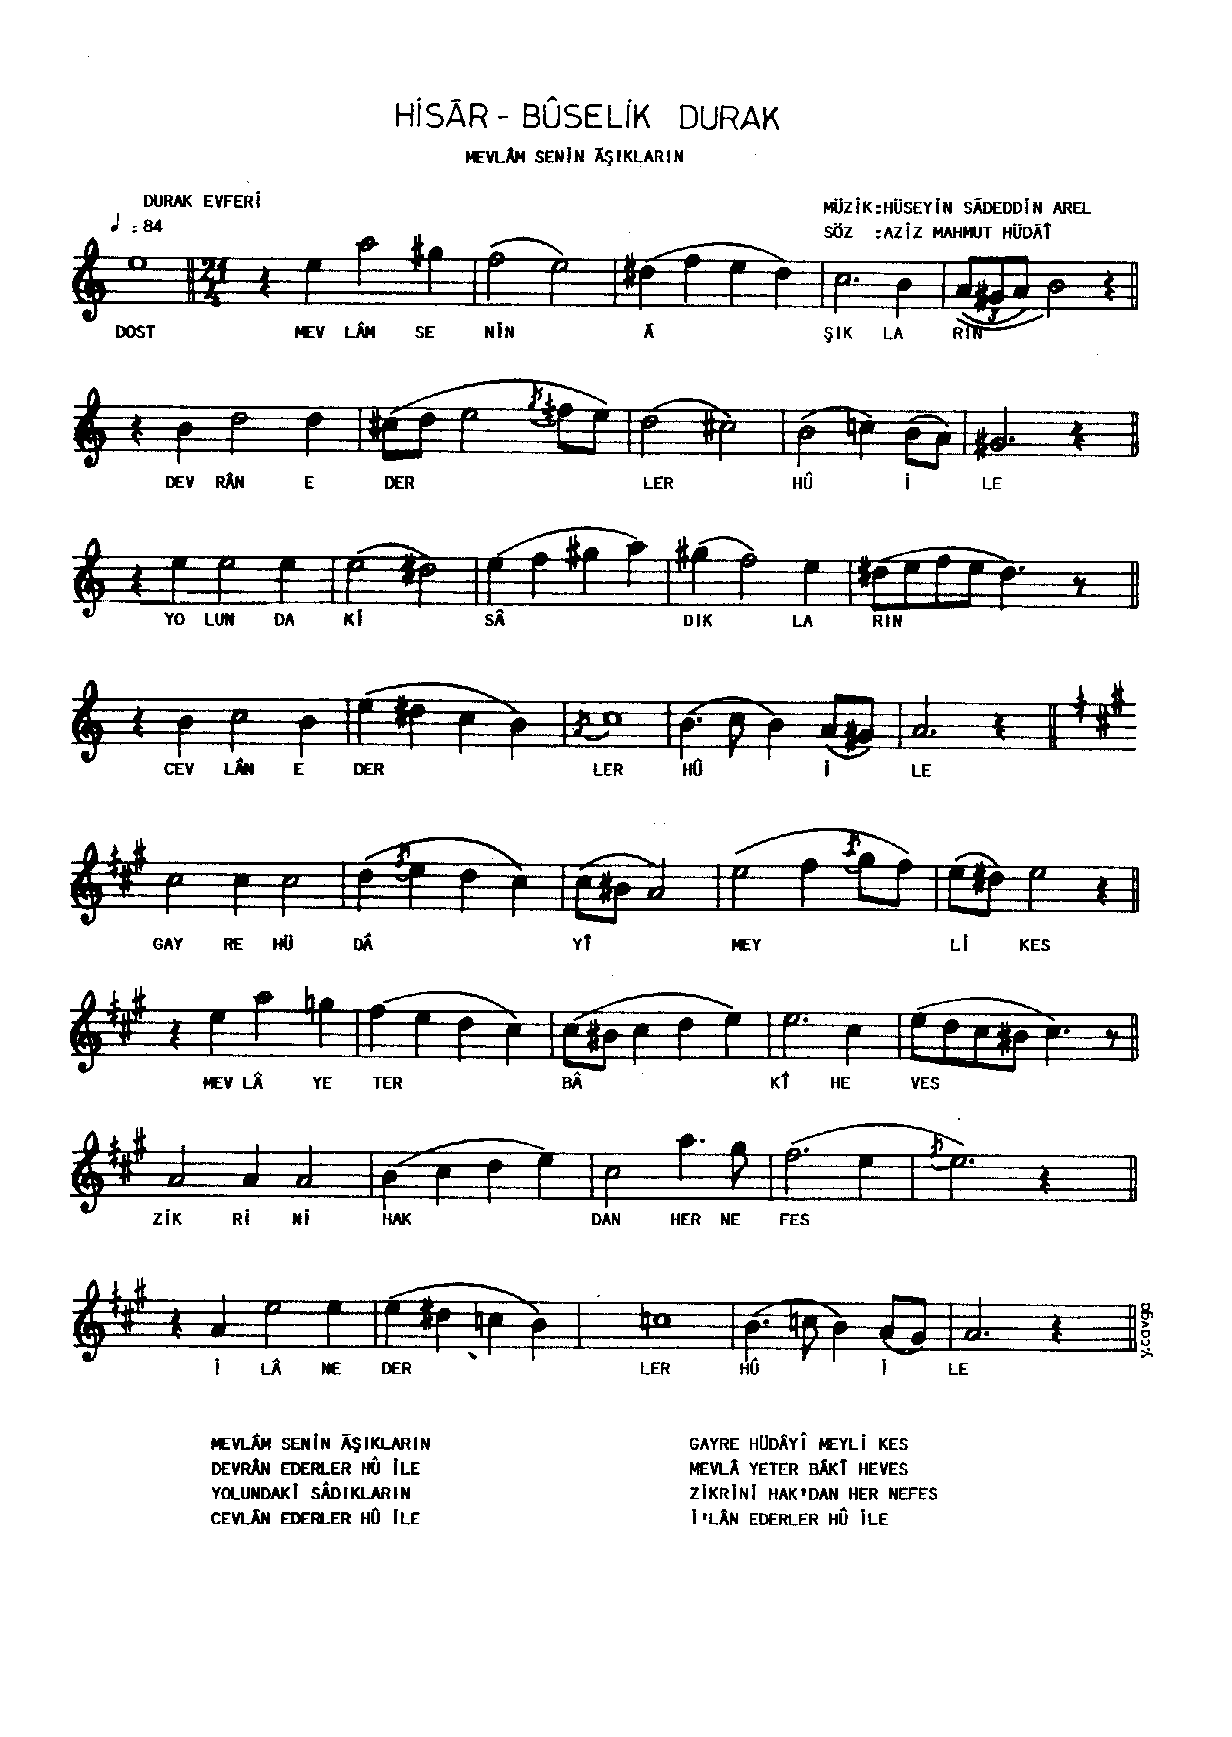 HİSÂR - BÛSELİK DURAK
MEVLÂM SENİN ÂŞIKLARIN
DURAK EVFERİ
♩ : 84
MÜZİK:HÜSEYİN SÂDEDDİN AREL
SÖZ :AZİZ MAHMUT HÜDÂÎ
21
4
3
DOST MEV LÂM SE NİN Â ŞIK LA RIN
DEV RÂN E DER LER HÛ İ LE
YO LUN DA Kİ SÂ DIK LA RIN
CEV LÂN E DER LER HÛ İ LE
GAY RE HÜ DÂ YÎ MEY Lİ KES
MEV LÂ YE TER BÂ KÎ HE VES
ZİK Rİ Nİ HAK DAN HER NE FES
İ LÂ NE DER LER HÛ İ LE
y.cavga
MEVLÂM SENİN ÂŞIKLARIN
DEVRÂN EDERLER HÛ İLE
YOLUNDAKİ SÂDIKLARIN
CEVLÂN EDERLER HÛ İLE
GAYRE HÜDÂYÎ MEYLİ KES
MEVLÂ YETER BÂKÎ HEVES
ZİKRİNİ HAK'DAN HER NEFES
İ'LÂN EDERLER HÛ İLE